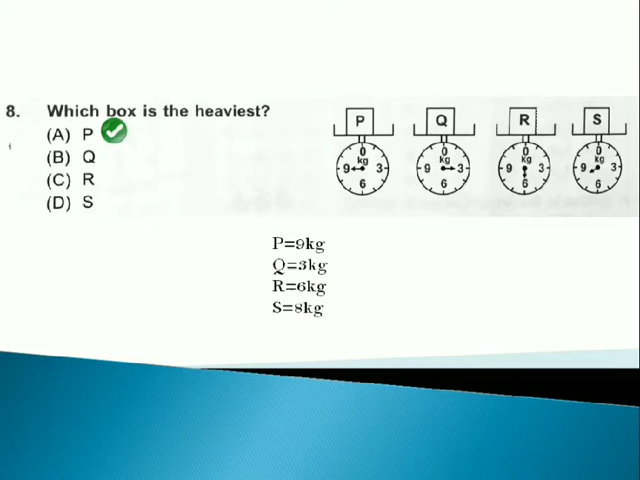 8. Which box is the heaviest?
(A) P
(B) Q
(C) R
(D) S
P Q R S
0 0 0 0
kg kg kg kg
9 3 9 3 9 3 9 3
6 6 6 6
P=9kg
Q=3kg
R=6kg
S=8kg